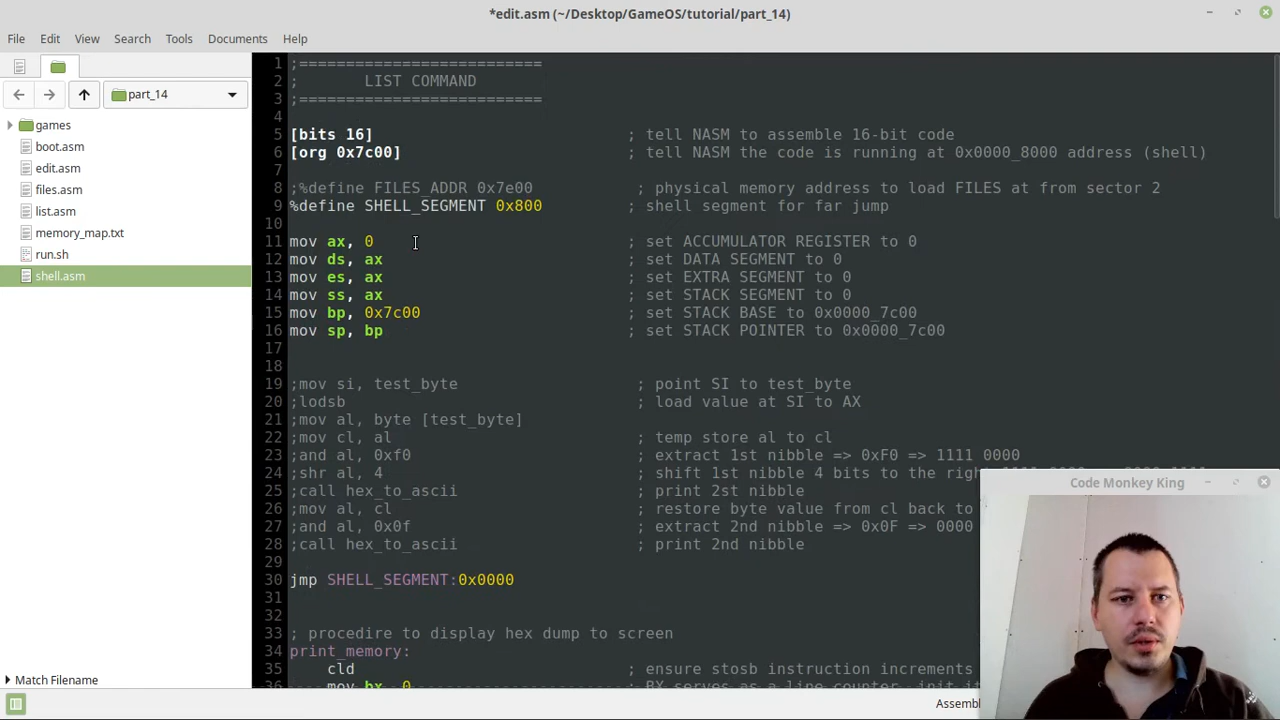 *edit.asm (~/Desktop/GameOS/tutorial/part_14)
File Edit View Search Tools Documents Help
part_14
games
boot.asm
edit.asm
files.asm
list.asm
memory_map.txt
run.sh
shell.asm
Match Filename
1 ;==========================
2 ;        LIST COMMAND
3 ;==========================
4
5 [bits 16] ; tell NASM to assemble 16-bit code
6 [org 0x7c00] ; tell NASM the code is running at 0x0000_8000 address (shell)
7
8 ;%define FILES_ADDR 0x7e00 ; physical memory address to load FILES at from sector 2
9 %define SHELL_SEGMENT 0x800 ; shell segment for far jump
10
11 mov ax, 0 ; set ACCUMULATOR REGISTER to 0
12 mov ds, ax ; set DATA SEGMENT to 0
13 mov es, ax ; set EXTRA SEGMENT to 0
14 mov ss, ax ; set STACK SEGMENT to 0
15 mov bp, 0x7c00 ; set STACK BASE to 0x0000_7c00
16 mov sp, bp ; set STACK POINTER to 0x0000_7c00
17
18
19 ;mov si, test_byte ; point SI to test_byte
20 ;lodsb ; load value at SI to AX
21 ;mov al, byte [test_byte]
22 ;mov cl, al ; temp store al to cl
23 ;and al, 0xf0 ; extract 1st nibble => 0xF0 => 1111 0000
24 ;shr al, 4 ; shift 1st nibble 4 bits to the right
25 ;call hex_to_ascii ; print 2st nibble
26 ;mov al, cl ; restore byte value from cl back to
27 ;and al, 0x0f ; extract 2nd nibble => 0x0F => 0000
28 ;call hex_to_ascii ; print 2nd nibble
29
30 jmp SHELL_SEGMENT:0x0000
31
32
33 ; procedire to display hex dump to screen
34 print_memory:
35 cld ; ensure stosb instruction increments
36 mov bx, 0 ; BX serves as a line counter, init it
Code Monkey King
Assembl